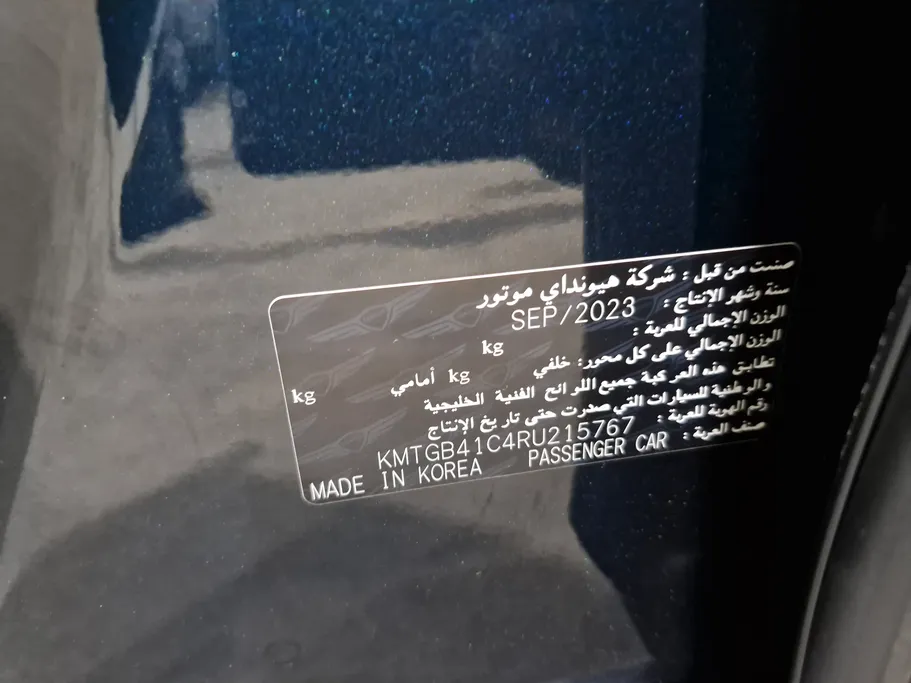 صنعت من قبل : شركة هيونداي موتور
سنة وشهر الإنتاج : SEP/2023
الوزن الإجمالي للعربة :
kg
الوزن الإجمالي على كل محور: خلفي kg أمامي kg
تطابق هذه المركبة جميع اللوائح الفنية الخليجية
والوطنية للسيارات التي صدرت حتى تاريخ الإنتاج
رقم الهوية للعربة : KMTGB41C4RU215767
صنف العربة : PASSENGER CAR
MADE IN KOREA